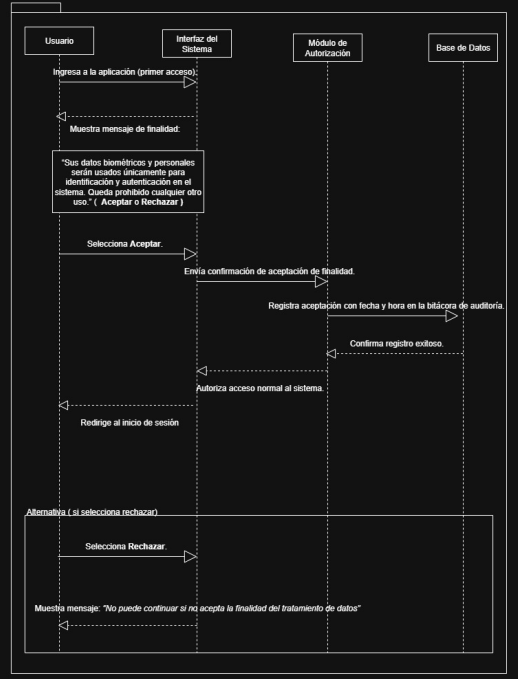 Usuario
Interfaz del
Sistema
Módulo de
Autorización
Base de Datos
Ingresa a la aplicación (primer acceso).
Muestra mensaje de finalidad:
"Sus datos biométricos y personales
serán usados únicamente para
identificación y autenticación en el
sistema. Queda prohibido cualquier otro
uso." ( Aceptar o Rechazar )
Selecciona Aceptar.
Envía confirmación de aceptación de finalidad.
Registra aceptación con fecha y hora en la bitácora de auditoría.
Confirma registro exitoso.
Autoriza acceso normal al sistema.
Redirige al inicio de sesión
Alternativa ( si selecciona rechazar)
Selecciona Rechazar.
Muestra mensaje: "No puede continuar si no acepta la finalidad del tratamiento de datos"